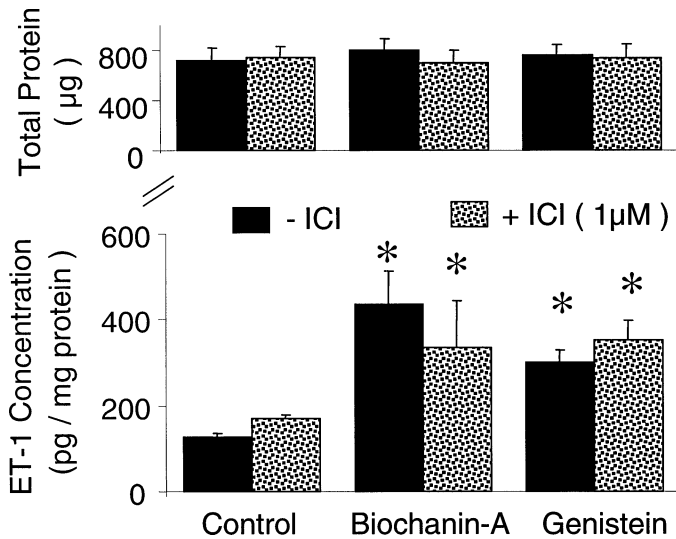 Total Protein
( µg )
800
400
0
- ICI
+ ICI ( 1µM )
ET-1 Concentration
(pg / mg protein)
600
400
200
0
*
*
*
*
Control
Biochanin-A
Genistein